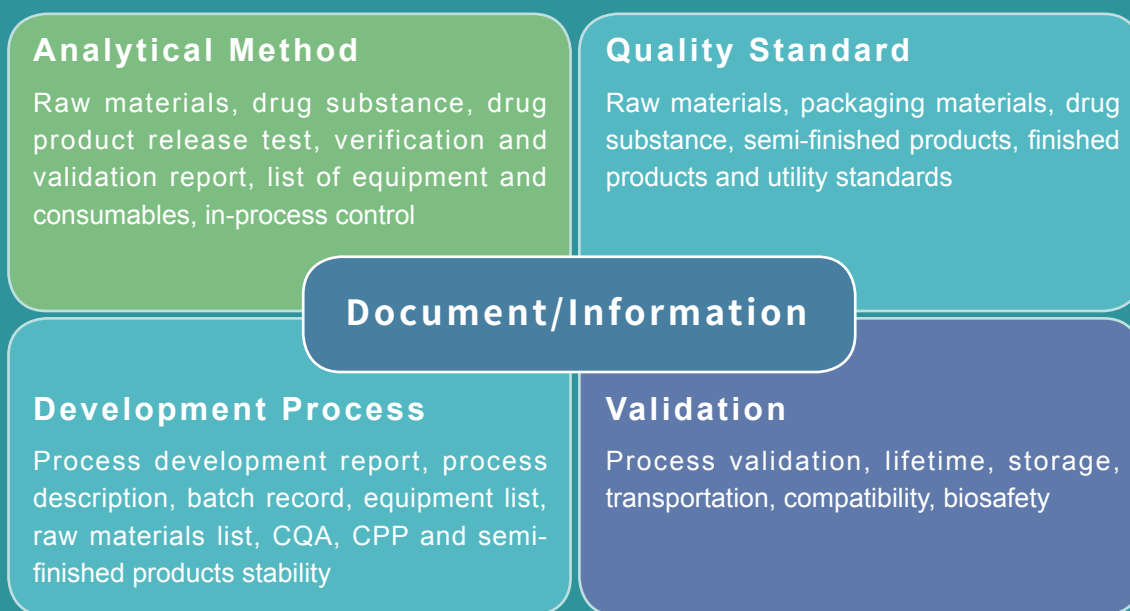 Analytical Method
Raw materials, drug substance, drug
product release test, verification and
validation report, list of equipment and
consumables, in-process control
Quality Standard
Raw materials, packaging materials, drug
substance, semi-finished products, finished
products and utility standards
Document/Information
Development Process
Process development report, process
description, batch record, equipment list,
raw materials list, CQA, CPP and semi-
finished products stability
Validation
Process validation, lifetime, storage,
transportation, compatibility, biosafety